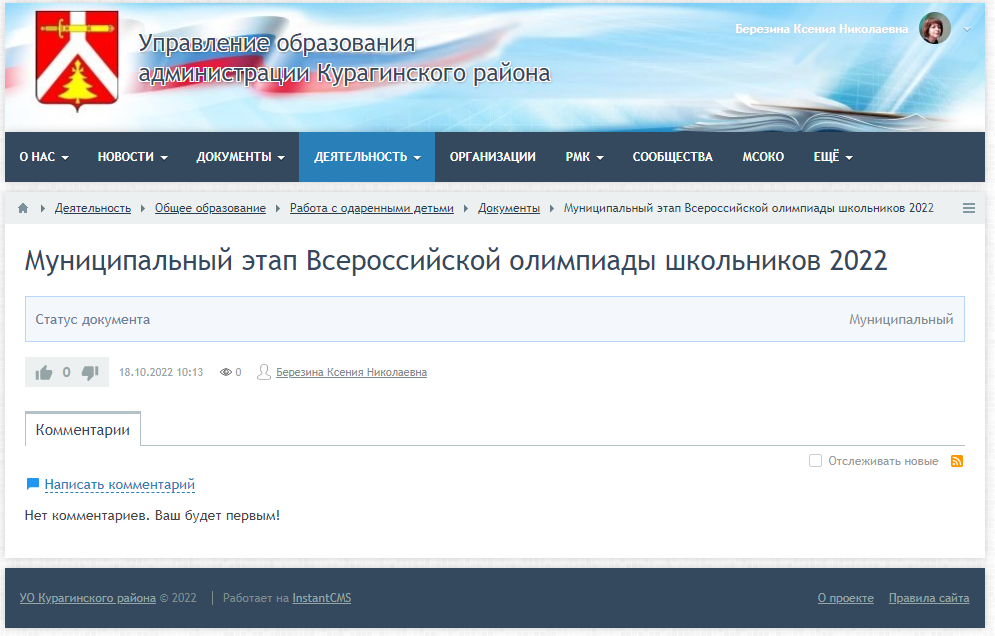 Управление образования
администрации Курагинского района
Березина Ксения Николаевна
О НАС НОВОСТИ ДОКУМЕНТЫ ДЕЯТЕЛЬНОСТЬ ОРГАНИЗАЦИИ РМК СООБЩЕСТВА МСОКО ЕЩЁ
Деятельность Общее образование Работа с одаренными детьми Документы Муниципальный этап Всероссийской олимпиады школьников 2022
Муниципальный этап Всероссийской олимпиады школьников 2022
Статус документа Муниципальный
0 18.10.2022 10:13 0 Березина Ксения Николаевна
Комментарии
Отслеживать новые
Написать комментарий
Нет комментариев. Ваш будет первым!
УО Курагинского района © 2022 | Работает на InstantCMS О проекте Правила сайта